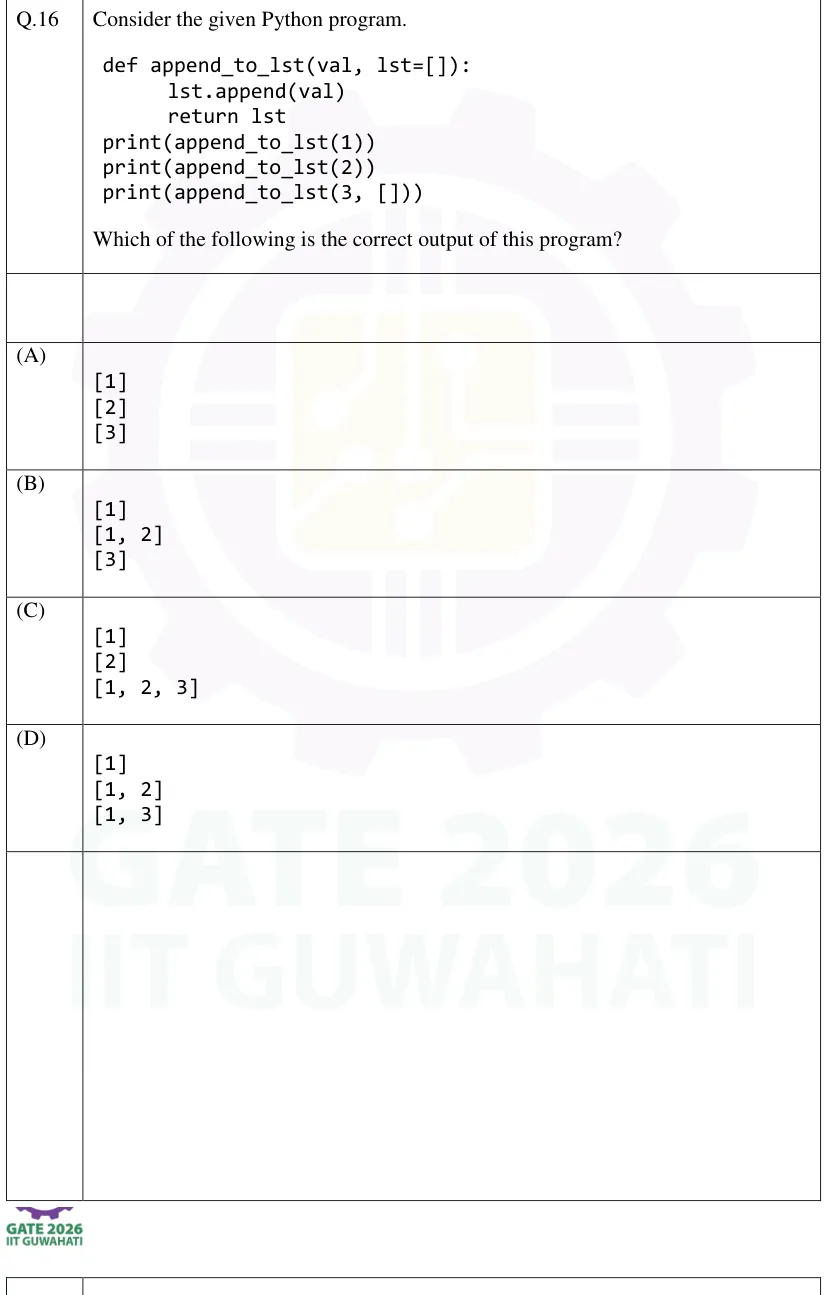 Q.16 Consider the given Python program.
def append_to_lst(val, lst=[]):
lst.append(val)
return lst
print(append_to_lst(1))
print(append_to_lst(2))
print(append_to_lst(3, []))
Which of the following is the correct output of this program?
(A)
[1]
[2]
[3]
(B)
[1]
[1, 2]
[3]
(C)
[1]
[2]
[1, 2, 3]
(D)
[1]
[1, 2]
[1, 3]
GATE 2026
IIT GUWAHATI
GATE 2026
IIT GUWAHATI